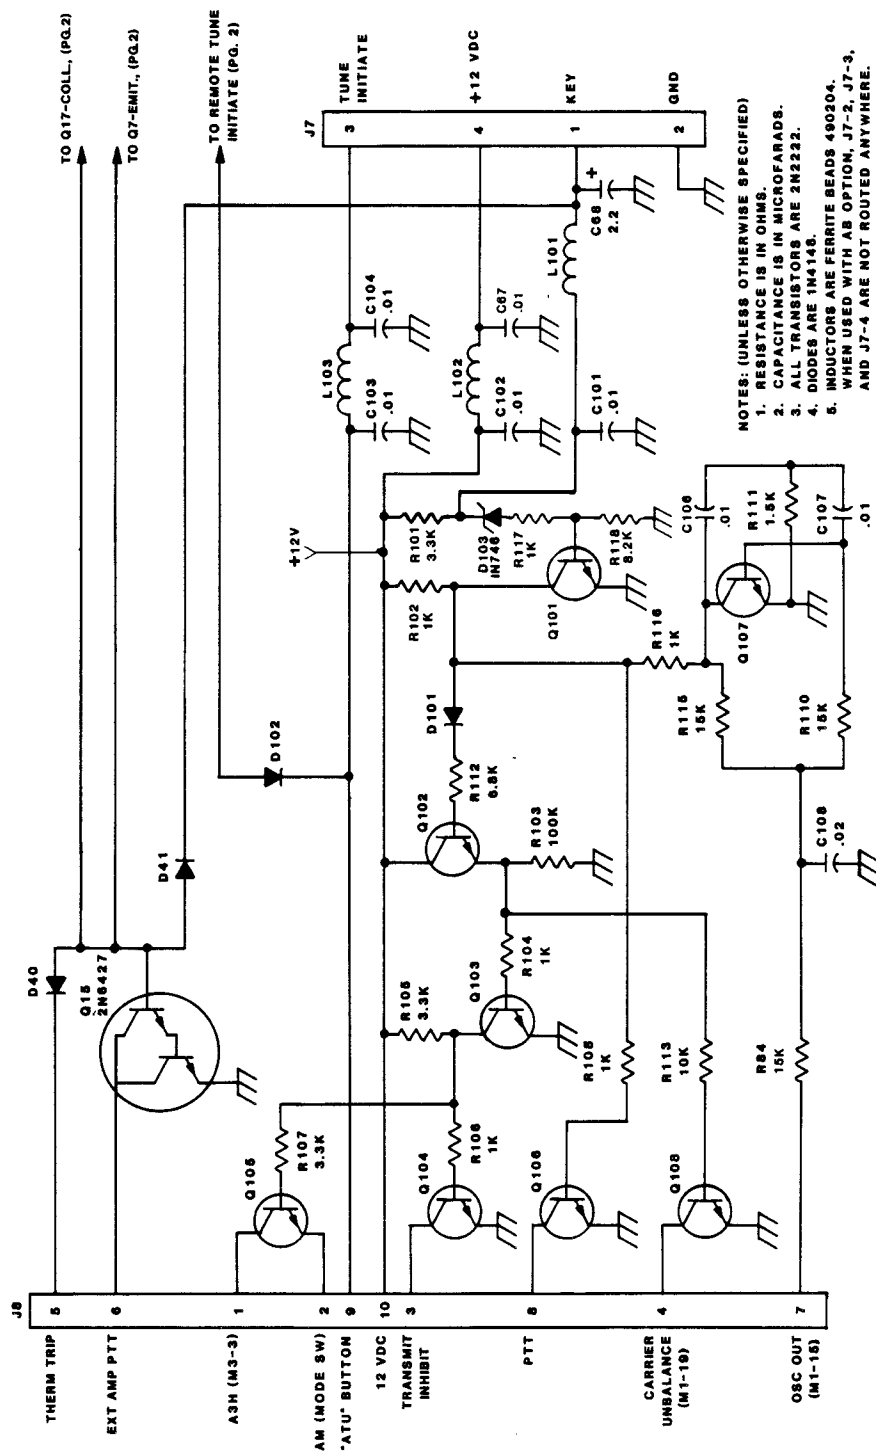 TO Q17-COLL., (PG.2)
TO Q7-EMIT., (PG.2)
TO REMOTE TUNE
INITIATE (PG. 2)
J7
3
TUNE
INITIATE
4
+12 VDC
1
KEY
2
GND
C68
2.2
+
L101
L103
C104
.01
C103
.01
L102
C67
.01
C102
.01
C101
.01
NOTES: (UNLESS OTHERWISE SPECIFIED)
1. RESISTANCE IS IN OHMS.
2. CAPACITANCE IS IN MICROFARADS.
3. ALL TRANSISTORS ARE 2N2222.
4. DIODES ARE 1N4148.
5. INDUCTORS ARE FERRITE BEADS 490204.
WHEN USED WITH AB OPTION, J7-2, J7-3,
AND J7-4 ARE NOT ROUTED ANYWHERE.
+12V
R101
3.3K
D103
IN746
R117
1K
R118
8.2K
R102
1K
Q101
C106
.01
R111
1.5K
C107
.01
Q107
R116
1K
R115
15K
R110
15K
D101
D102
R112
6.8K
Q102
R103
100K
C108
.02
D41
D40
Q15
2N6427
R104
1K
Q103
R105
3.3K
R108
1K
R113
10K
R84
15K
R107
3.3K
Q105
R106
1K
Q104
Q106
Q108
J8
5
THERM TRIP
6
EXT AMP PTT
1
A3H (M3-3)
2
AM (MODE SW)
9
"ATU" BUTTON
10
12 VDC
3
TRANSMIT
INHIBIT
8
PTT
4
CARRIER
UNBALANCE
(M1-19)
7
OSC OUT
(M1-15)